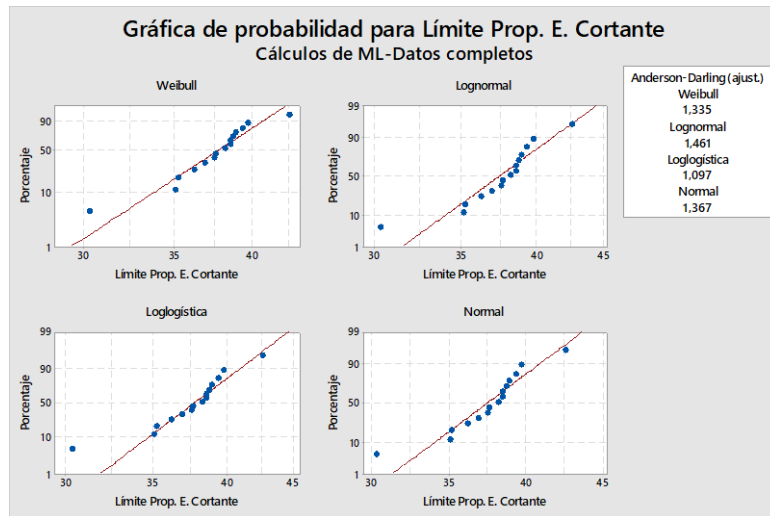 Gráfica de probabilidad para Límite Prop. E. Cortante
Cálculos de ML-Datos completos
Weibull
Porcentaje
90
50
10
1
30
35
40
Límite Prop. E. Cortante
Lognormal
Porcentaje
99
90
50
10
1
30
35
40
45
Límite Prop. E. Cortante
Anderson-Darling (ajust.)
Weibull
1,335
Lognormal
1,461
Loglogística
1,097
Normal
1,367
Loglogística
Porcentaje
99
90
50
10
1
30
35
40
45
Límite Prop. E. Cortante
Normal
Porcentaje
99
90
50
10
1
30
35
40
45
Límite Prop. E. Cortante